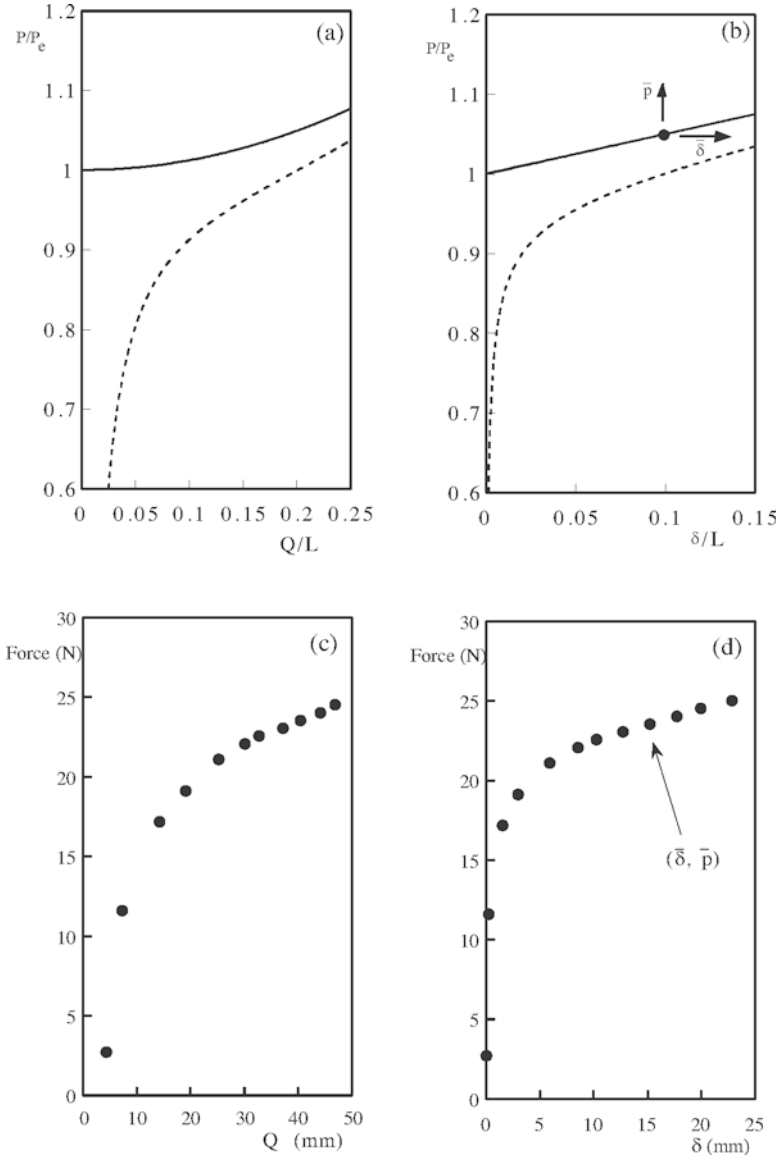 (a)
P/Pe
1.2
1.1
1
0.9
0.8
0.7
0.6
0 0.05 0.1 0.15 0.2 0.25
Q/L
(b)
P/Pe
1.2
1.1
1
0.9
0.8
0.7
0.6
p̄
δ̄
0 0.05 0.1 0.15
δ/L
(c)
Force (N)
30
25
20
15
10
5
0
0 10 20 30 40 50
Q (mm)
(d)
Force (N)
30
25
20
15
10
5
0
(δ̄, p̄)
0 5 10 15 20 25
δ (mm)